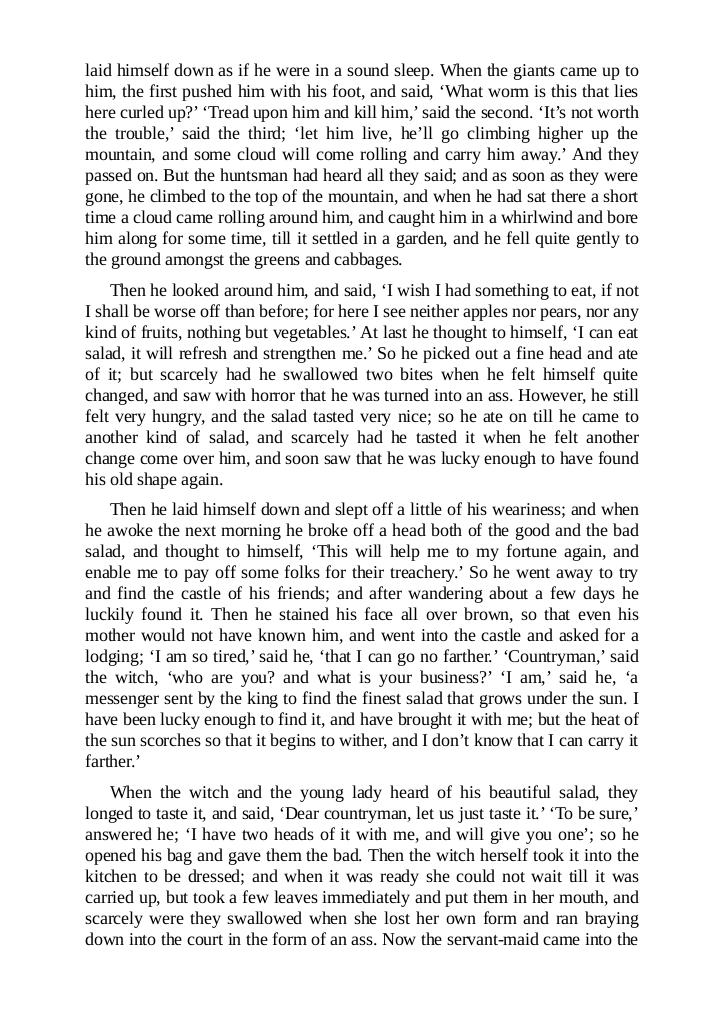 laid himself down as if he were in a sound sleep. When the giants came up to
him, the first pushed him with his foot, and said, ‘What worm is this that lies
here curled up?’ ‘Tread upon him and kill him,’ said the second. ‘It’s not worth
the trouble,’ said the third; ‘let him live, he’ll go climbing higher up the
mountain, and some cloud will come rolling and carry him away.’ And they
passed on. But the huntsman had heard all they said; and as soon as they were
gone, he climbed to the top of the mountain, and when he had sat there a short
time a cloud came rolling around him, and caught him in a whirlwind and bore
him along for some time, till it settled in a garden, and he fell quite gently to
the ground amongst the greens and cabbages.
Then he looked around him, and said, ‘I wish I had something to eat, if not
I shall be worse off than before; for here I see neither apples nor pears, nor any
kind of fruits, nothing but vegetables.’ At last he thought to himself, ‘I can eat
salad, it will refresh and strengthen me.’ So he picked out a fine head and ate
of it; but scarcely had he swallowed two bites when he felt himself quite
changed, and saw with horror that he was turned into an ass. However, he still
felt very hungry, and the salad tasted very nice; so he ate on till he came to
another kind of salad, and scarcely had he tasted it when he felt another
change come over him, and soon saw that he was lucky enough to have found
his old shape again.
Then he laid himself down and slept off a little of his weariness; and when
he awoke the next morning he broke off a head both of the good and the bad
salad, and thought to himself, ‘This will help me to my fortune again, and
enable me to pay off some folks for their treachery.’ So he went away to try
and find the castle of his friends; and after wandering about a few days he
luckily found it. Then he stained his face all over brown, so that even his
mother would not have known him, and went into the castle and asked for a
lodging; ‘I am so tired,’ said he, ‘that I can go no farther.’ ‘Countryman,’ said
the witch, ‘who are you? and what is your business?’ ‘I am,’ said he, ‘a
messenger sent by the king to find the finest salad that grows under the sun. I
have been lucky enough to find it, and have brought it with me; but the heat of
the sun scorches so that it begins to wither, and I don’t know that I can carry it
farther.’
When the witch and the young lady heard of his beautiful salad, they
longed to taste it, and said, ‘Dear countryman, let us just taste it.’ ‘To be sure,’
answered he; ‘I have two heads of it with me, and will give you one’; so he
opened his bag and gave them the bad. Then the witch herself took it into the
kitchen to be dressed; and when it was ready she could not wait till it was
carried up, but took a few leaves immediately and put them in her mouth, and
scarcely were they swallowed when she lost her own form and ran braying
down into the court in the form of an ass. Now the servant-maid came into the